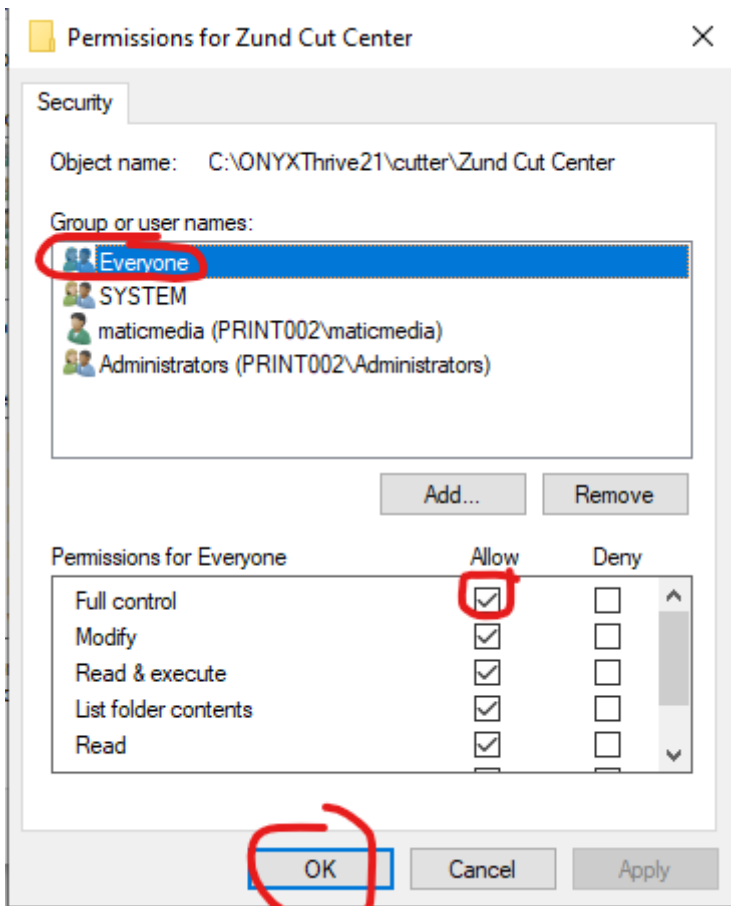 Permissions for Zund Cut Center
Security
Object name: C:\ONYXThrive21\cutter\Zund Cut Center
Group or user names:
Everyone
SYSTEM
maticmedia (PRINT002\maticmedia)
Administrators (PRINT002\Administrators)
Add... Remove
Permissions for Everyone Allow Deny
Full control
Modify
Read & execute
List folder contents
Read
OK Cancel Apply